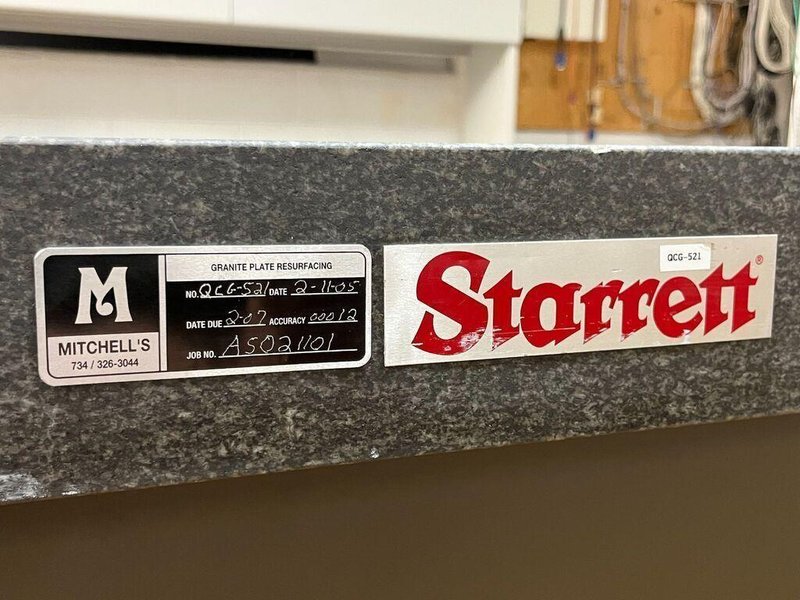 M
MITCHELL'S
734 / 326-3044
GRANITE PLATE RESURFACING
NO. QCG-521 DATE 2-11-05
DATE DUE 2-07 ACCURACY 00012
JOB NO. AS021101
QCG-521
Starrett®